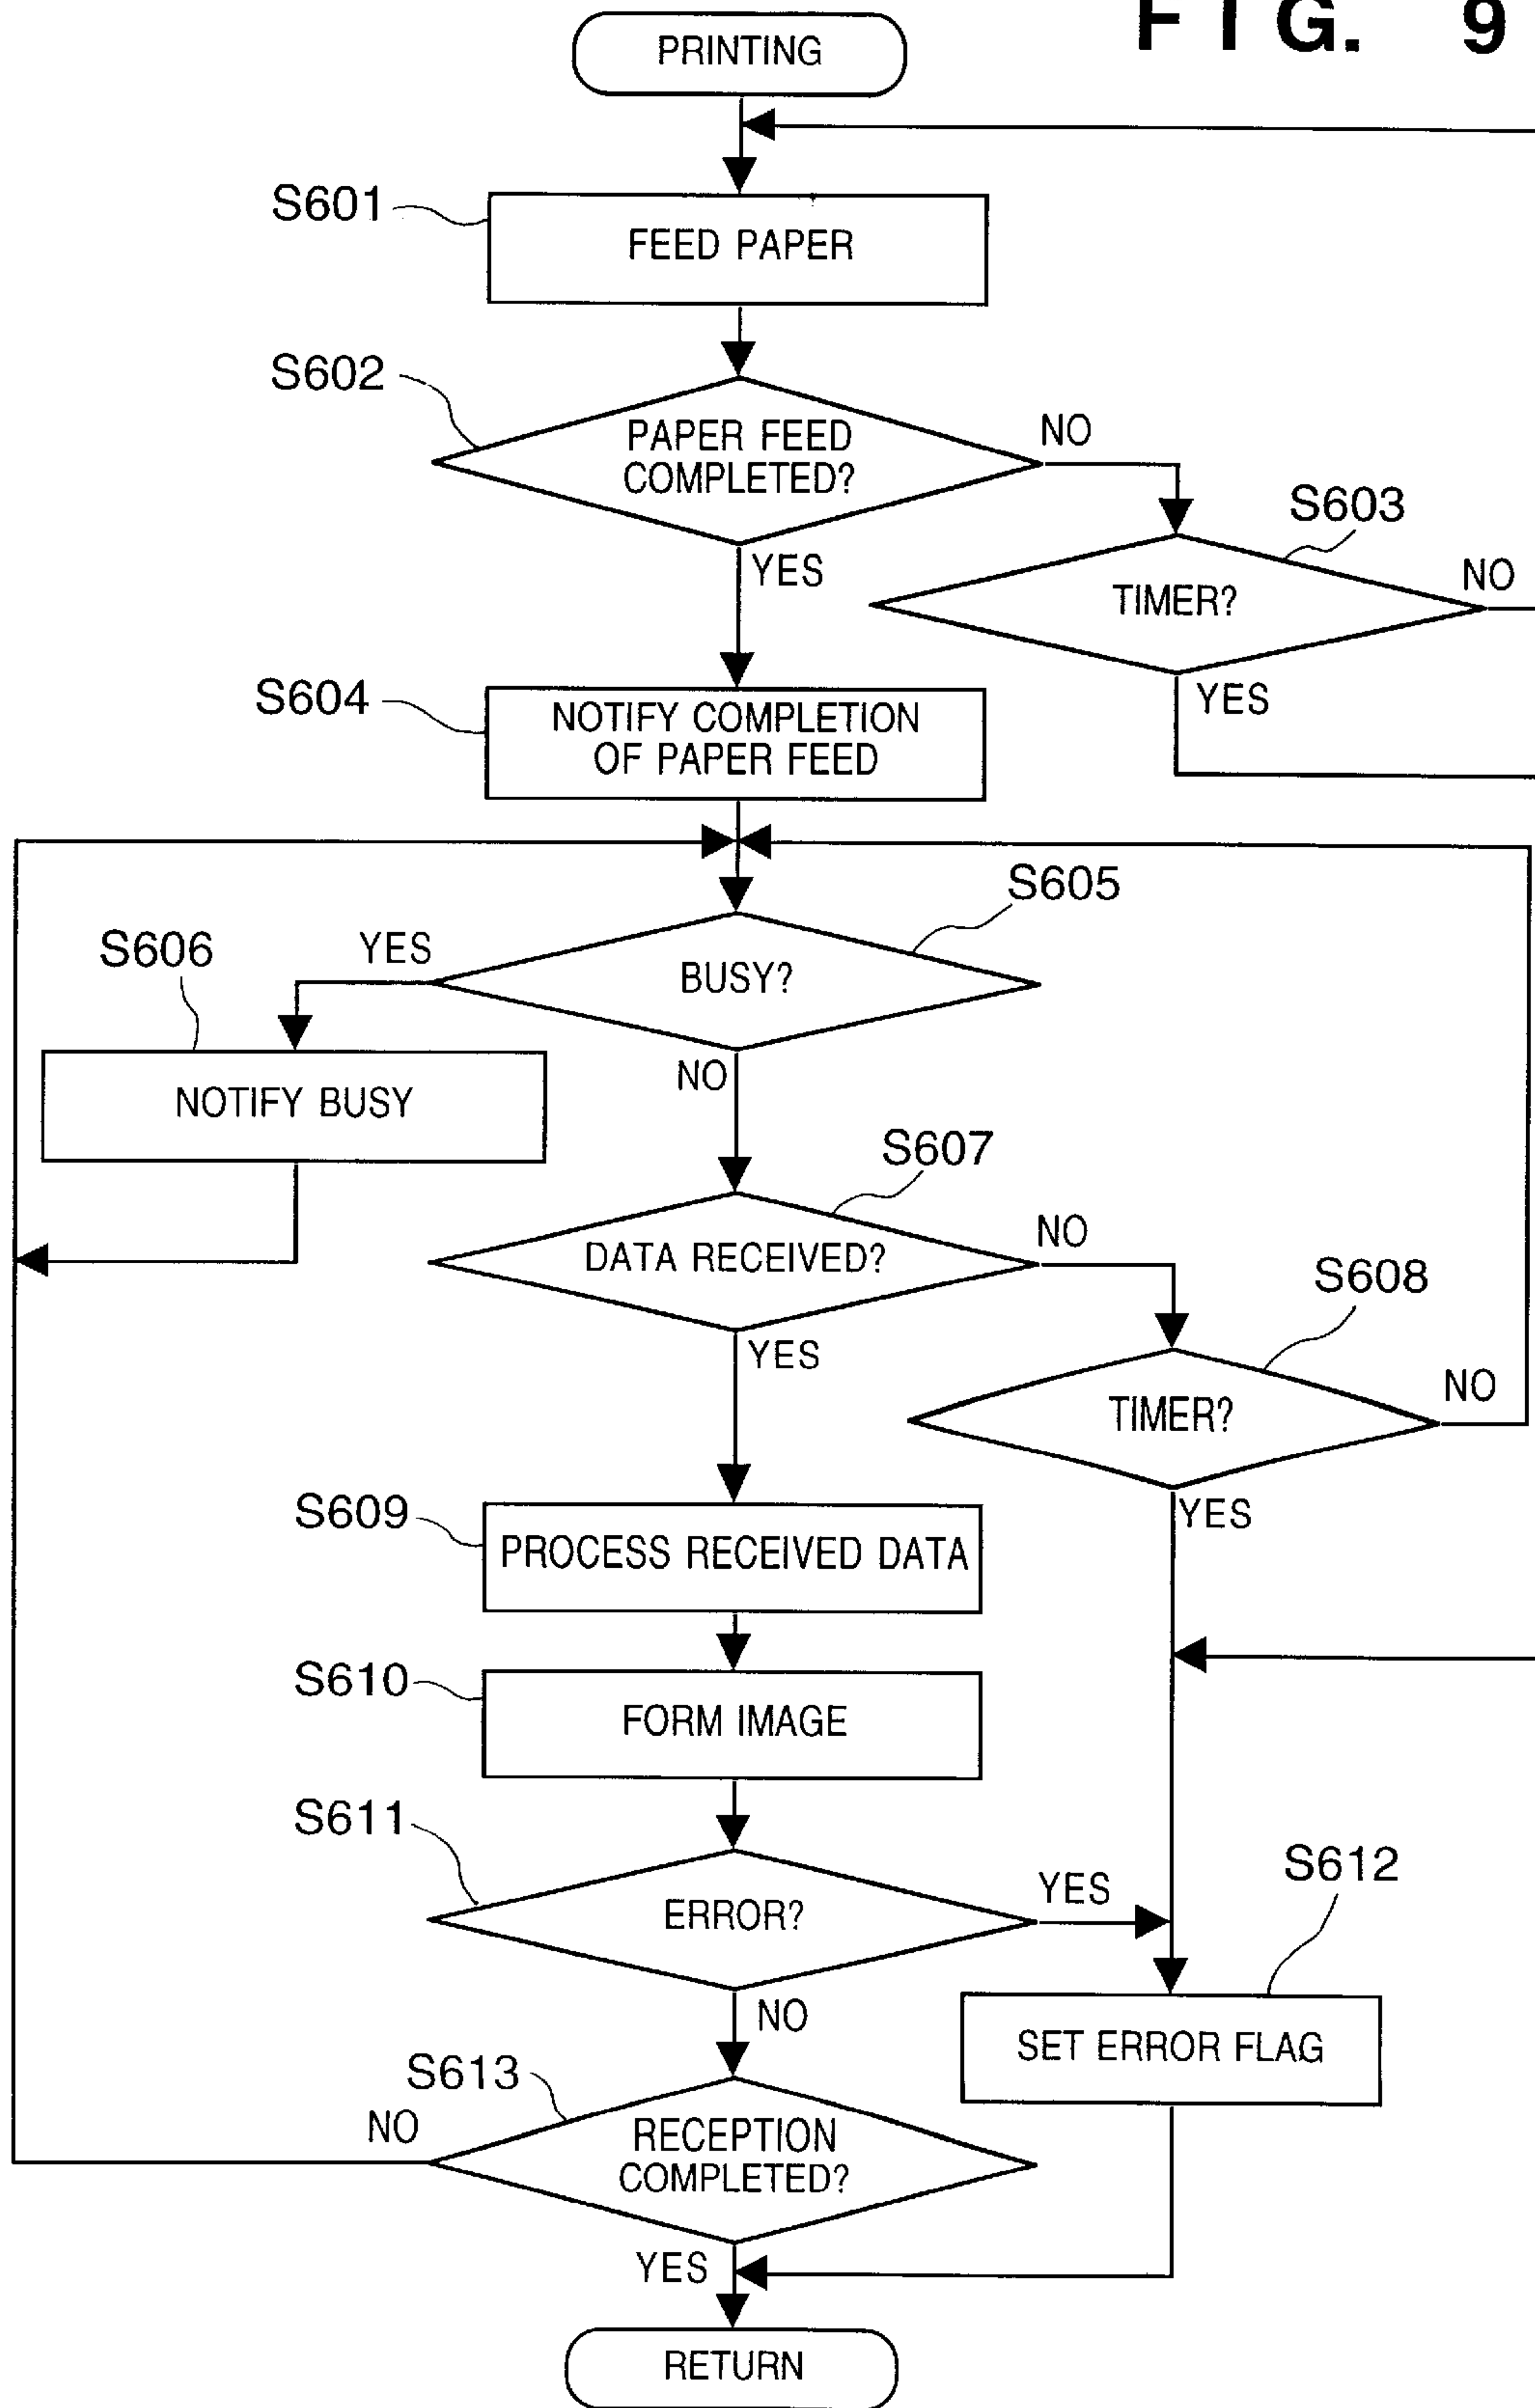 FIG. 9
PRINTING
S601
FEED PAPER
S602
PAPER FEED
COMPLETED?
NO
S603
YES
TIMER?
NO
S604
YES
NOTIFY COMPLETION
OF PAPER FEED
S605
S606
YES
BUSY?
NOTIFY BUSY
NO
S607
DATA RECEIVED?
NO
S608
YES
TIMER?
NO
S609
YES
PROCESS RECEIVED DATA
S610
FORM IMAGE
S611
ERROR?
YES
S612
NO
SET ERROR FLAG
S613
NO
RECEPTION
COMPLETED?
YES
RETURN